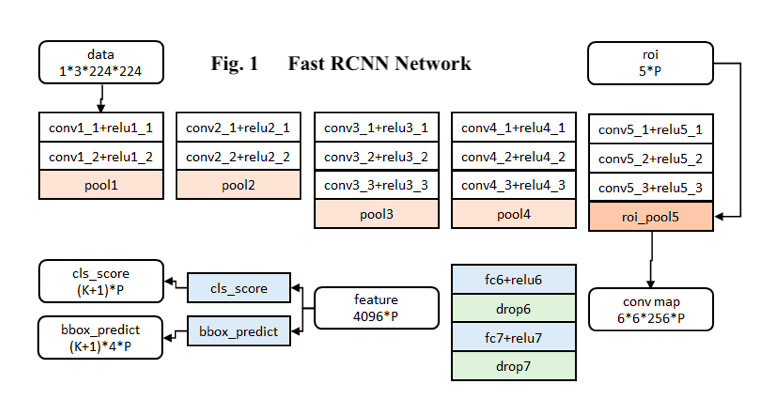 data
1*3*224*224
Fig. 1 Fast RCNN Network
roi
5*P
conv1_1+relu1_1
conv1_2+relu1_2
pool1
conv2_1+relu2_1
conv2_2+relu2_2
pool2
conv3_1+relu3_1
conv3_2+relu3_2
conv3_3+relu3_3
pool3
conv4_1+relu4_1
conv4_2+relu4_2
conv4_3+relu4_3
pool4
conv5_1+relu5_1
conv5_2+relu5_2
conv5_3+relu5_3
roi_pool5
cls_score
(K+1)*P
bbox_predict
(K+1)*4*P
cls_score
bbox_predict
feature
4096*P
fc6+relu6
drop6
fc7+relu7
drop7
conv map
6*6*256*P